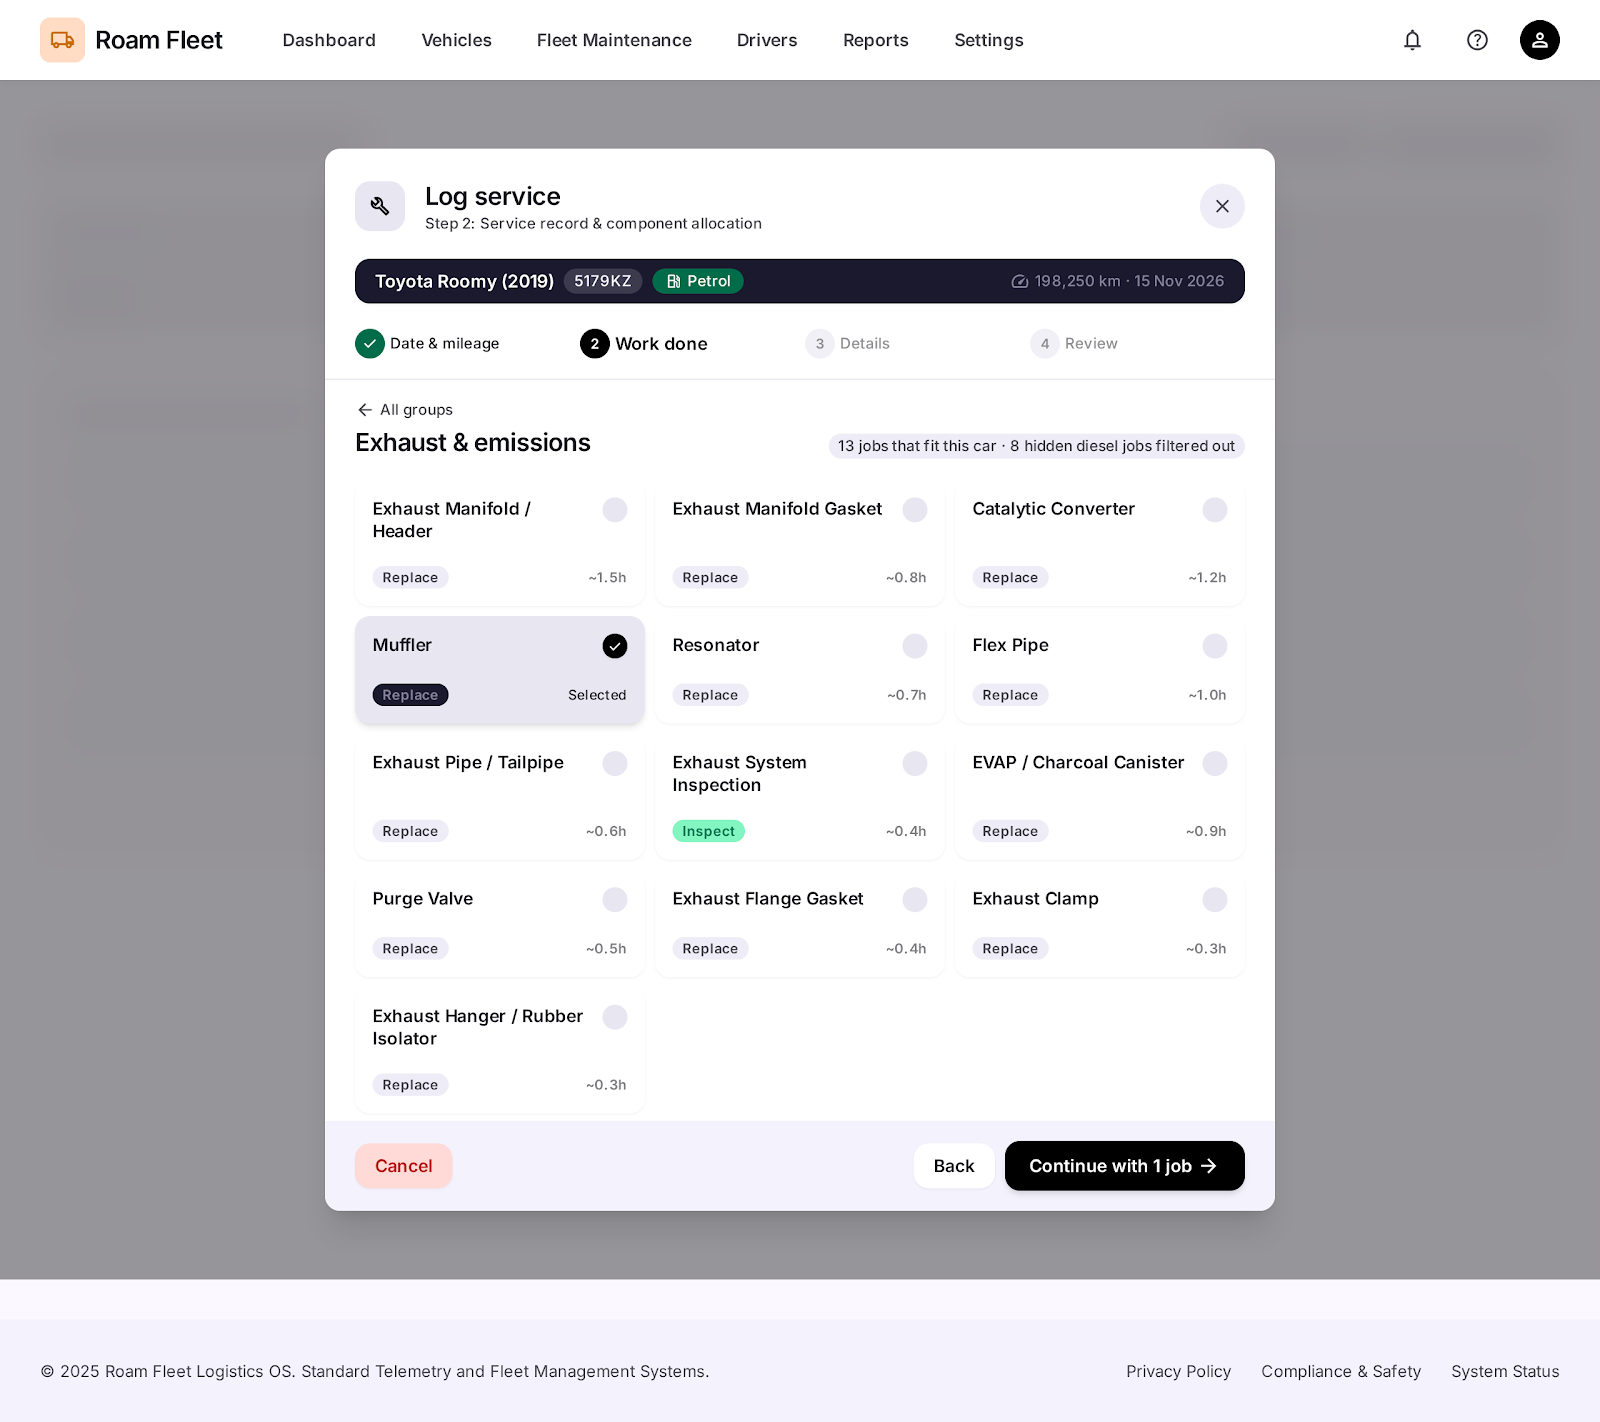 Roam Fleet
Dashboard
Vehicles
Fleet Maintenance
Drivers
Reports
Settings
Log service
Step 2: Service record & component allocation
Toyota Roomy (2019)
5179KZ
Petrol
198,250 km · 15 Nov 2026
Date & mileage
2
Work done
3
Details
4
Review
All groups
Exhaust & emissions
13 jobs that fit this car · 8 hidden diesel jobs filtered out
Exhaust Manifold /
Header
Replace
~1.5h
Exhaust Manifold Gasket
Replace
~0.8h
Catalytic Converter
Replace
~1.2h
Muffler
Replace
Selected
Resonator
Replace
~0.7h
Flex Pipe
Replace
~1.0h
Exhaust Pipe / Tailpipe
Replace
~0.6h
Exhaust System
Inspection
Inspect
~0.4h
EVAP / Charcoal Canister
Replace
~0.9h
Purge Valve
Replace
~0.5h
Exhaust Flange Gasket
Replace
~0.4h
Exhaust Clamp
Replace
~0.3h
Exhaust Hanger / Rubber
Isolator
Replace
~0.3h
Cancel
Back
Continue with 1 job
© 2025 Roam Fleet Logistics OS. Standard Telemetry and Fleet Management Systems.
Privacy Policy
Compliance & Safety
System Status